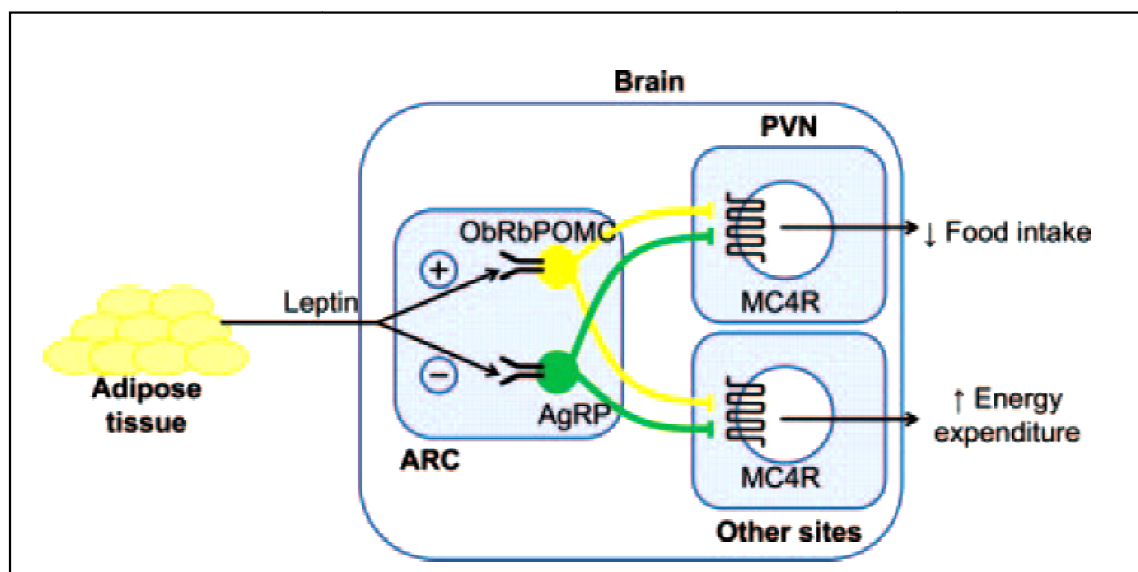 Brain
PVN
ObRbPOMC
+
↓ Food intake
Leptin
MC4R
−
Adipose
tissue
AgRP
↑ Energy
expenditure
ARC
MC4R
Other sites